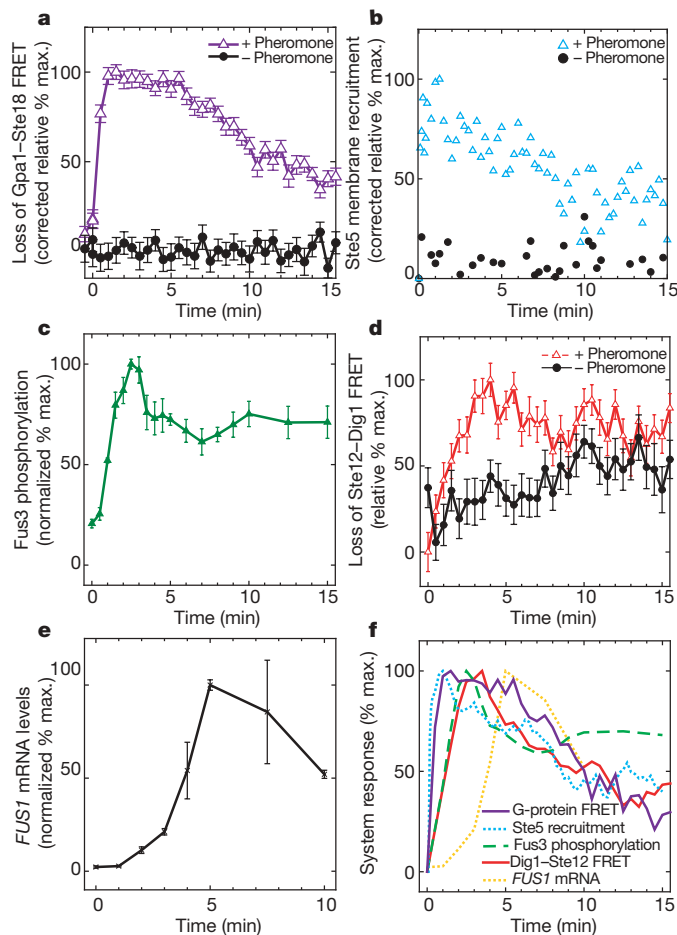 a
+ Pheromone
– Pheromone
Loss of Gpa1–Ste18 FRET
(corrected relative % max.)
100
50
0
0 5 10 15
Time (min)
b
+ Pheromone
– Pheromone
Ste5 membrane recruitment
(corrected relative % max.)
100
50
0
0 5 10 15
Time (min)
c
Fus3 phosphorylation
(normalized % max.)
100
50
0
0 5 10 15
Time (min)
d
+ Pheromone
– Pheromone
Loss of Ste12–Dig1 FRET
(relative % max.)
100
50
0
0 5 10 15
Time (min)
e
FUS1 mRNA levels
(normalized % max.)
100
50
0
0 5 10
Time (min)
f
System response (% max.)
100
50
0
G-protein FRET
Ste5 recruitment
Fus3 phosphorylation
Dig1–Ste12 FRET
FUS1 mRNA
0 5 10 15
Time (min)